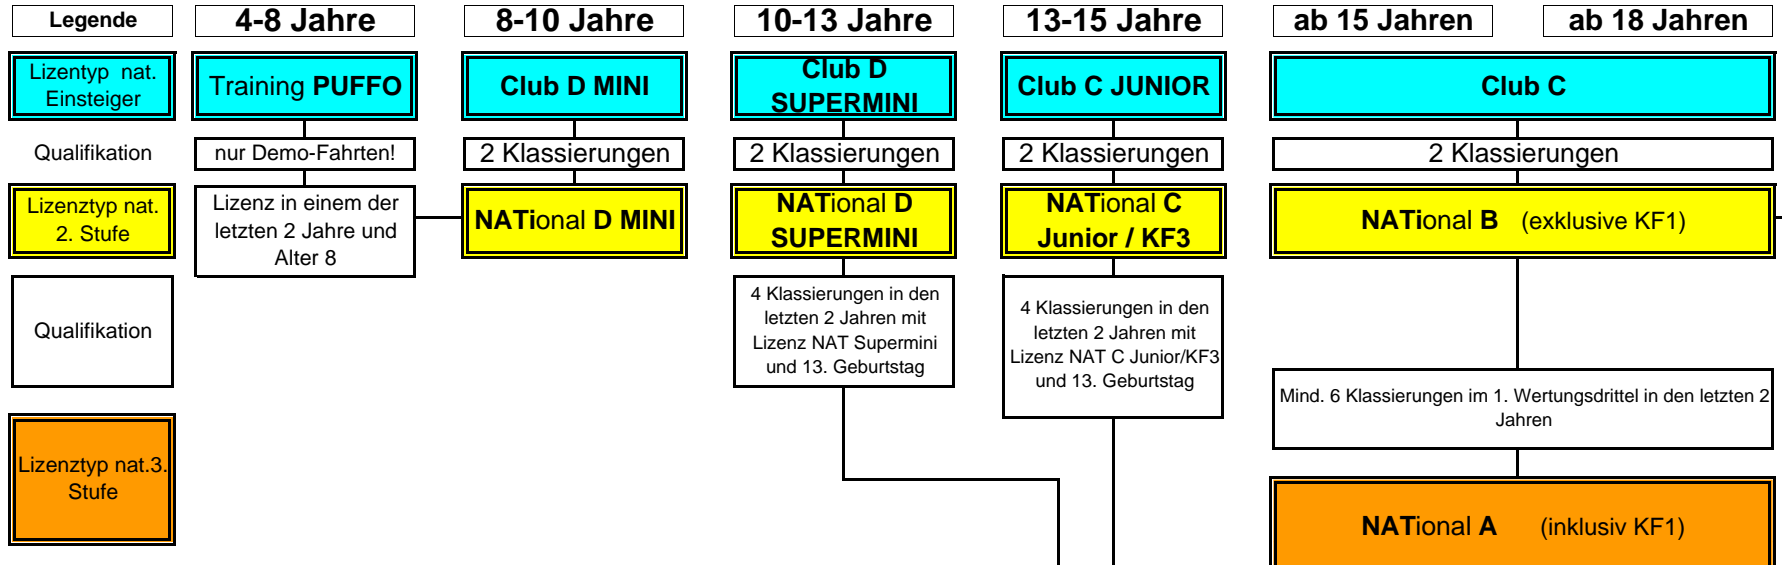 Legende
4-8 Jahre
8-10 Jahre
10-13 Jahre
13-15 Jahre
ab 15 Jahren
ab 18 Jahren
Lizentyp nat.
Einsteiger
Training PUFFO
Club D MINI
Club D
SUPERMINI
Club C JUNIOR
Club C
Qualifikation
nur Demo-Fahrten!
2 Klassierungen
2 Klassierungen
2 Klassierungen
2 Klassierungen
Lizenztyp nat.
2. Stufe
Lizenz in einem der
letzten 2 Jahre und
Alter 8
NATional D MINI
NATional D
SUPERMINI
NATional C
Junior / KF3
NATional B (exklusive KF1)
Qualifikation
4 Klassierungen in den
letzten 2 Jahren mit
Lizenz NAT Supermini
und 13. Geburtstag
4 Klassierungen in den
letzten 2 Jahren mit
Lizenz NAT C Junior/KF3
und 13. Geburtstag
Mind. 6 Klassierungen im 1. Wertungsdrittel in den letzten 2
Jahren
Lizenztyp nat.3.
Stufe
NATional A (inklusiv KF1)